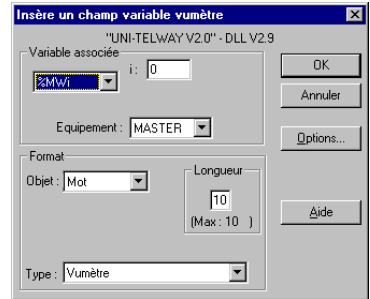 Insère un champ variable vumètre
"UNI-TELWAY V2.0" - DLL V2.9
Variable associée
%MWi
i : 0
Equipement : MASTER
Format
Objet : Mot
Longueur
10
(Max : 10 )
Type : Vumètre
OK
Annuler
Options...
Aide